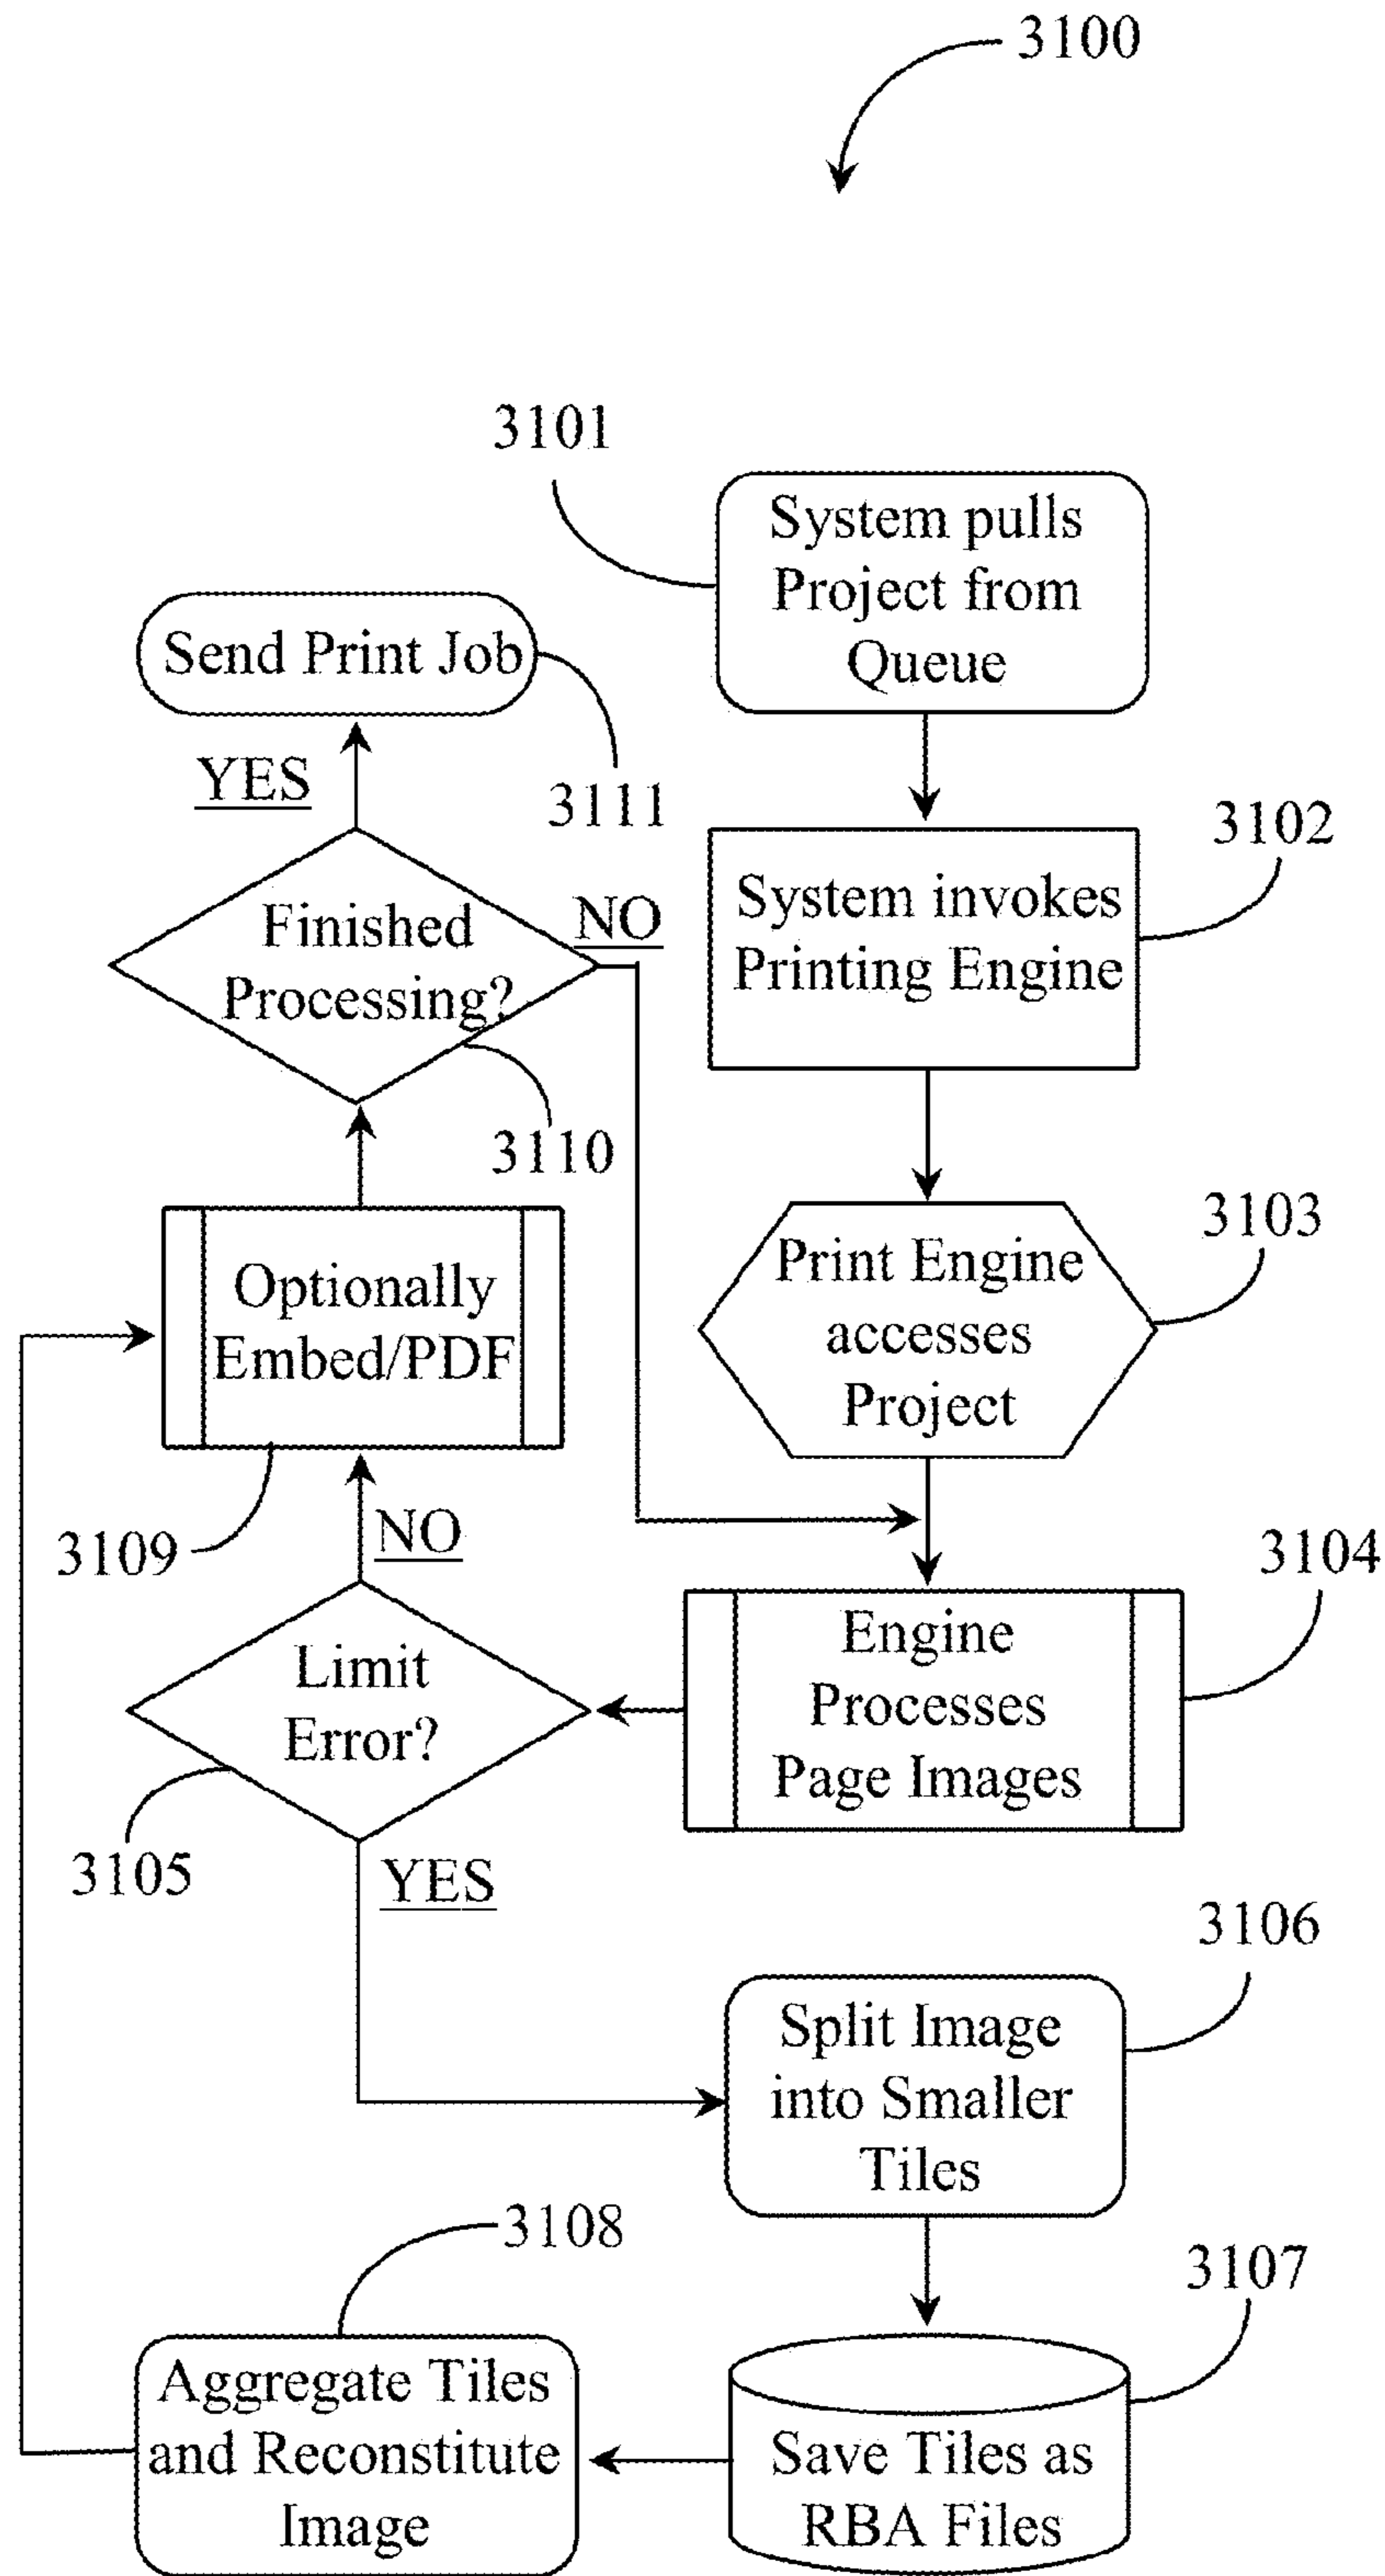 3100
3101
System pulls
Project from
Queue
Send Print Job
3111
YES
3102
System invokes
Printing Engine
Finished
Processing?
NO
3110
3103
Print Engine
accesses
Project
Optionally
Embed/PDF
3109
NO
3104
Engine
Processes
Page Images
Limit
Error?
3105
YES
3106
Split Image
into Smaller
Tiles
3108
3107
Aggregate Tiles
and Reconstitute
Image
Save Tiles as
RBA Files